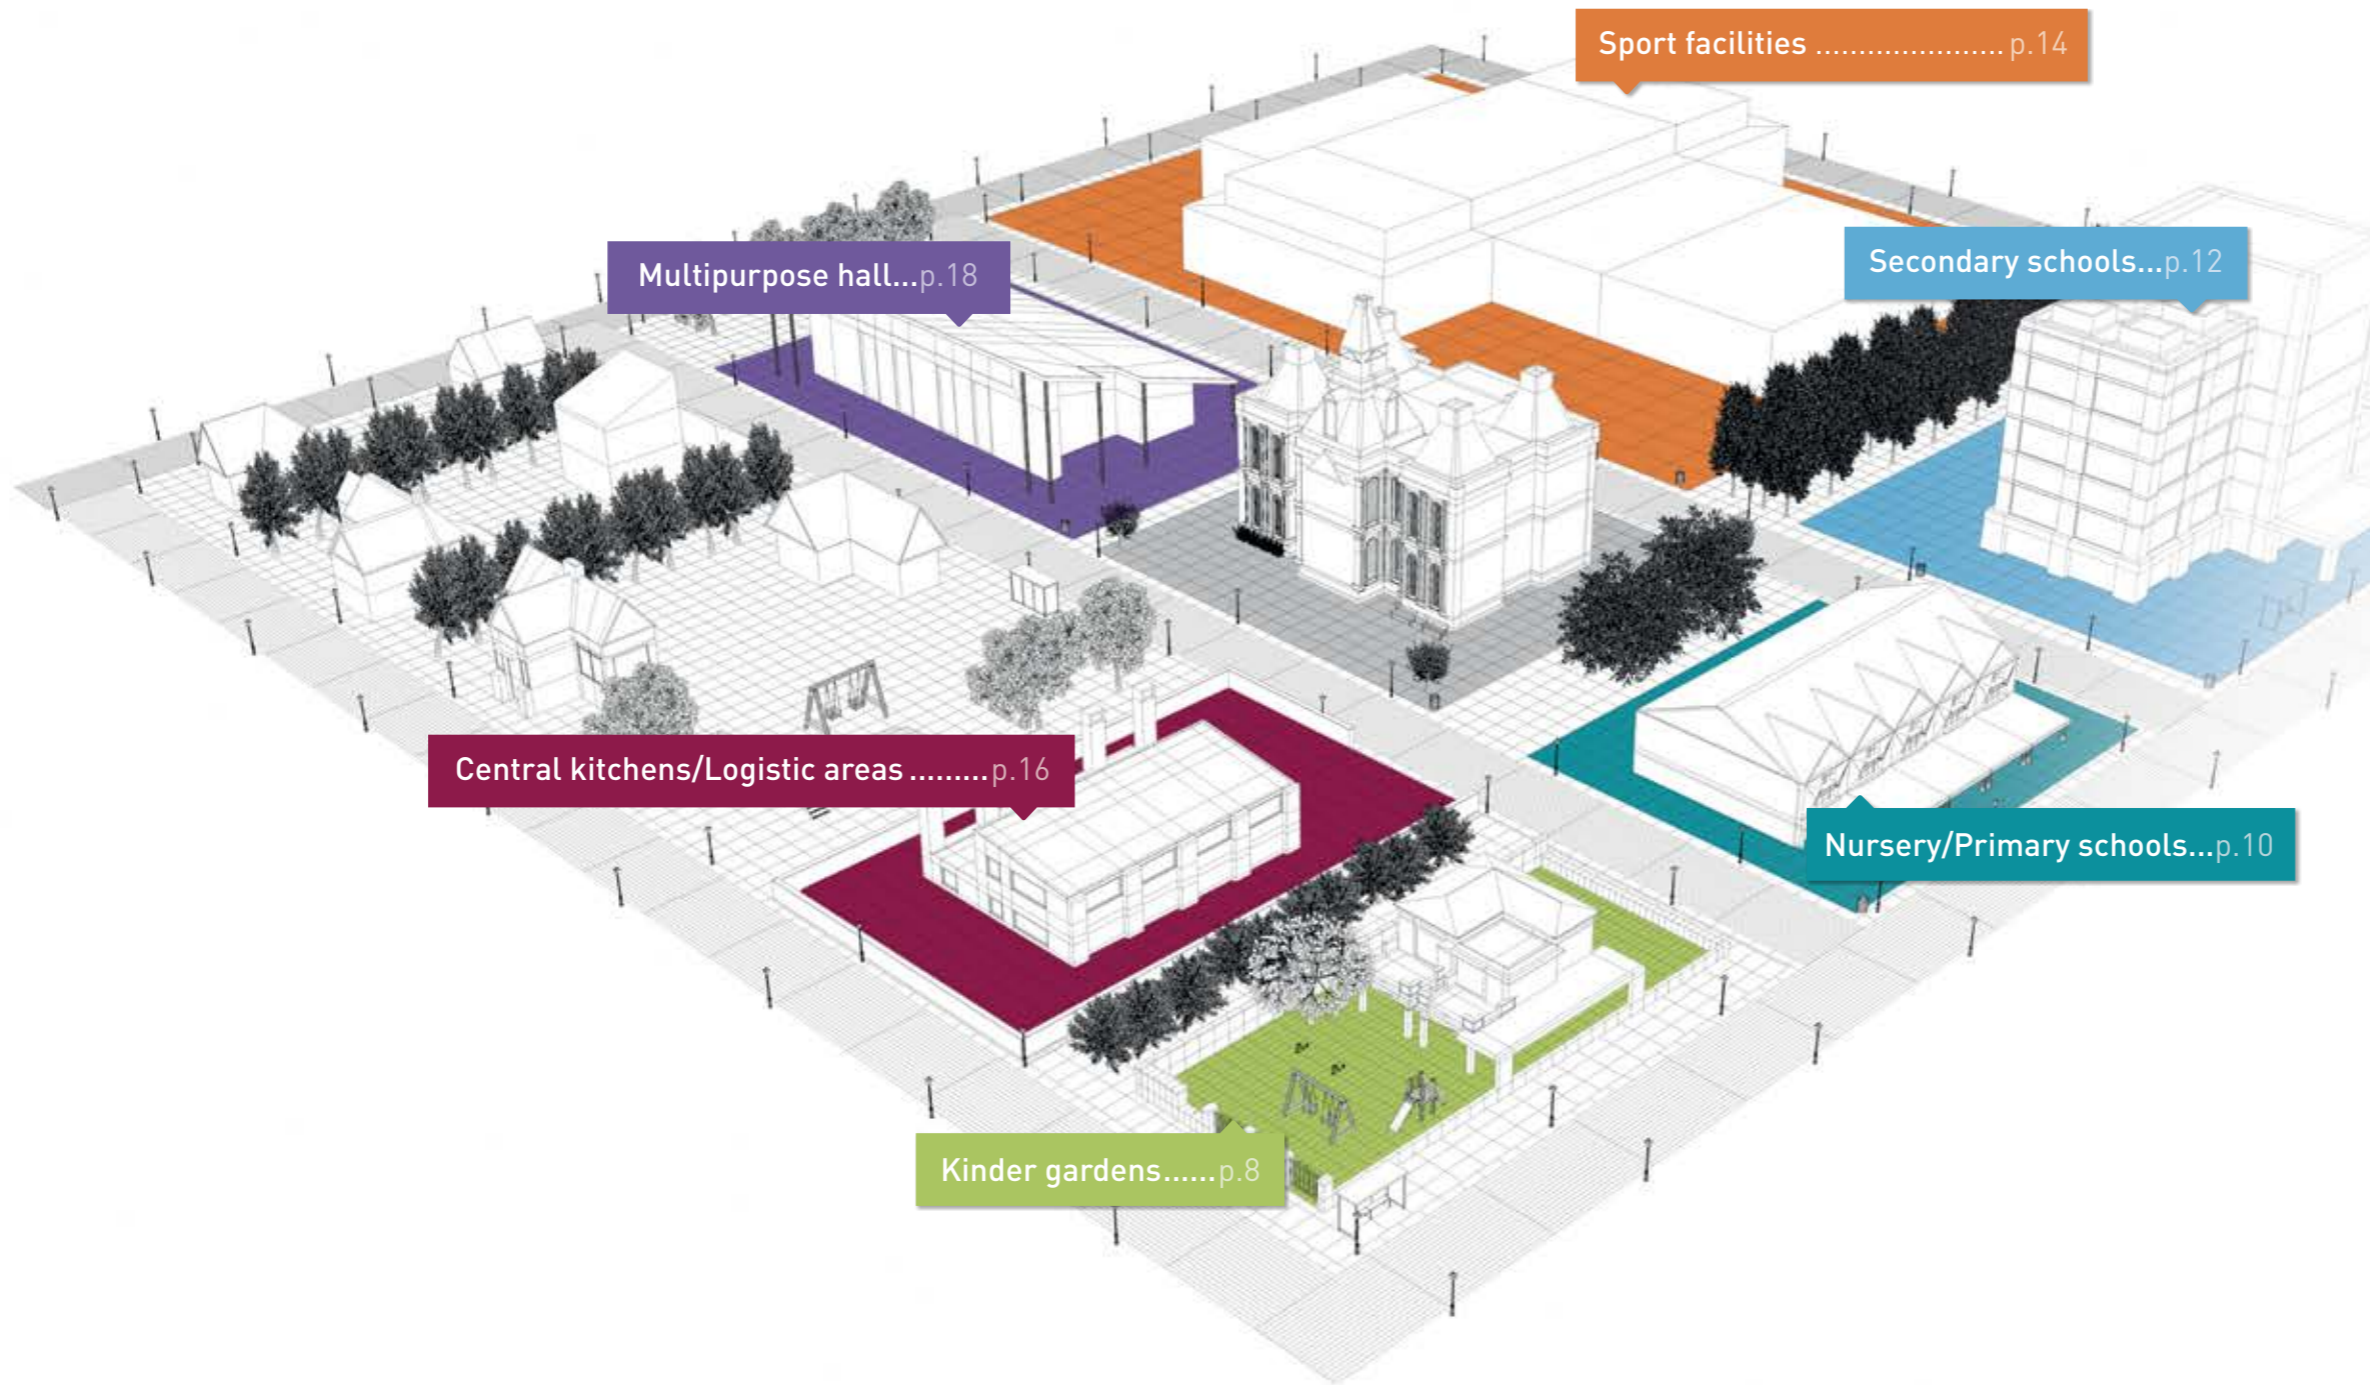 Sport facilities ...................... p.14
Secondary schools...p.12
Multipurpose hall...p.18
Central kitchens/Logistic areas .........p.16
Nursery/Primary schools...p.10
Kinder gardens......p.8